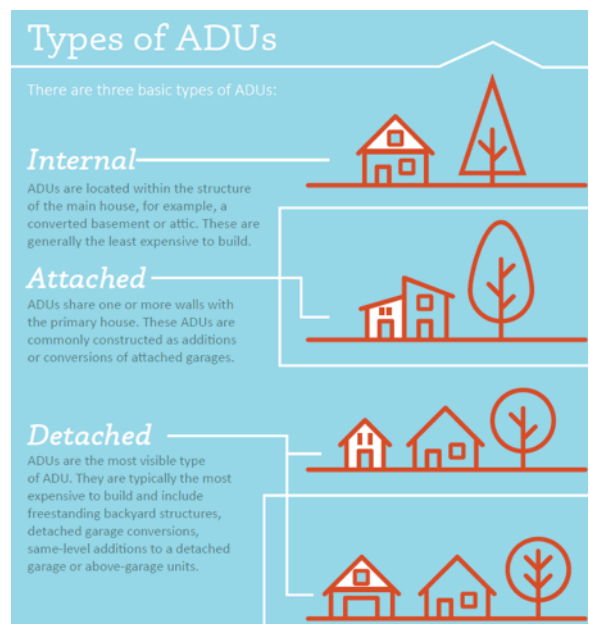 Types of ADUs
There are three basic types of ADUs:
Internal
ADUs are located within the structure
of the main house, for example, a
converted basement or attic. These are
generally the least expensive to build.
Attached
ADUs share one or more walls with
the primary house. These ADUs are
commonly constructed as additions
or conversions of attached garages.
Detached
ADUs are the most visible type
of ADU. They are typically the most
expensive to build and include
freestanding backyard structures,
detached garage conversions,
same-level additions to a detached
garage or above-garage units.